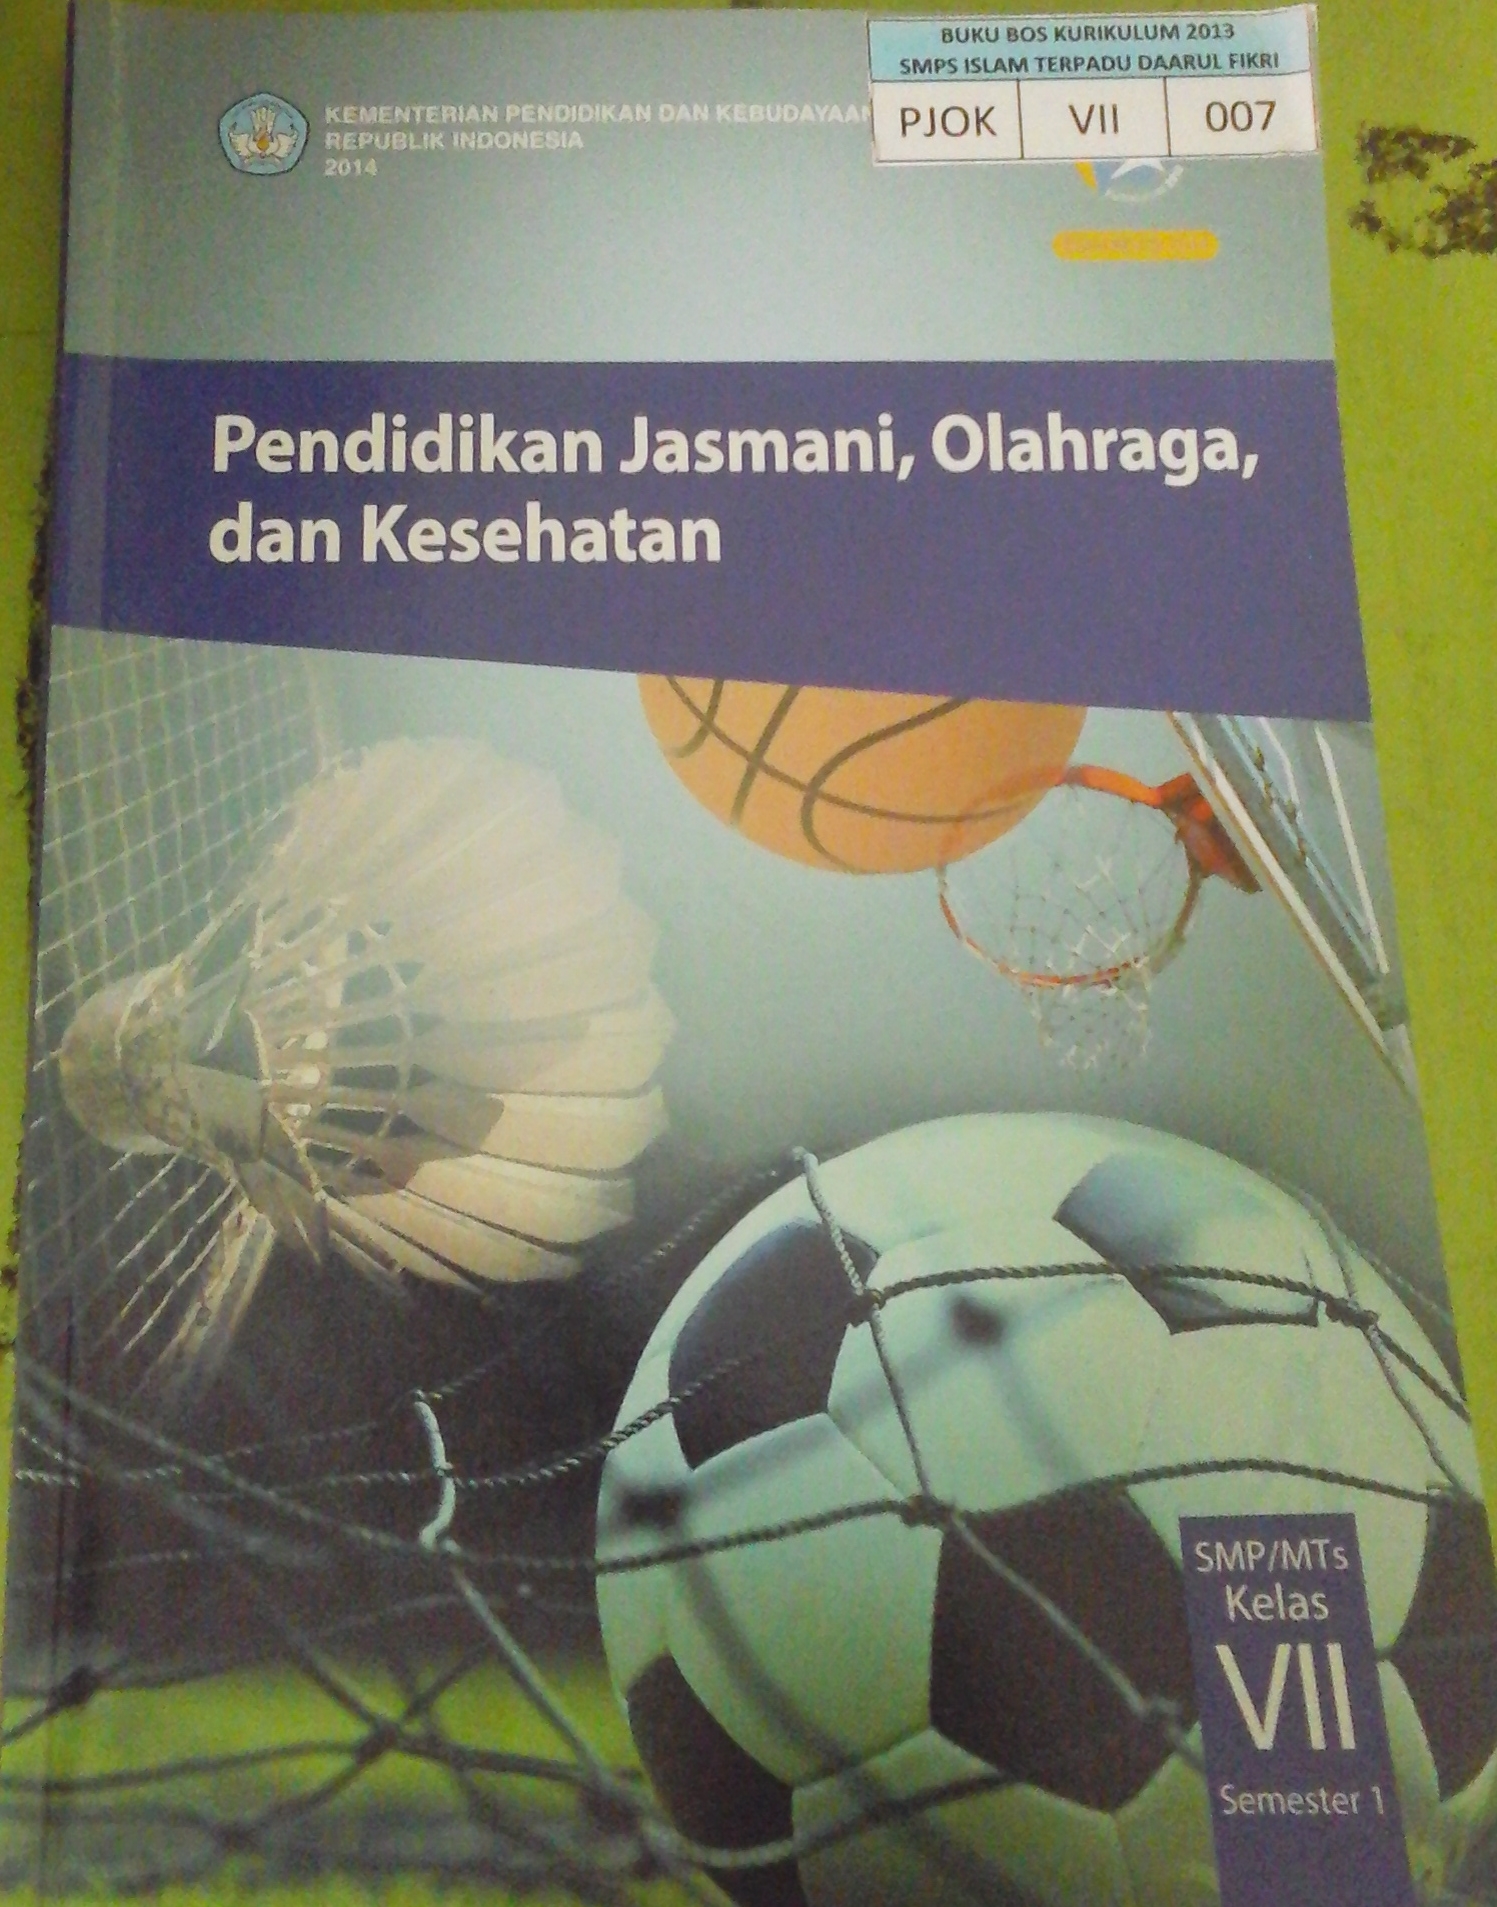 BUKU BOS KURIKULUM 2013
SMPS ISLAM TERPADU DAARUL FIKRI
PJOK VII 007
KEMENTERIAN PENDIDIKAN DAN KEBUDAYAAN
REPUBLIK INDONESIA
2014
Pendidikan Jasmani, Olahraga,
dan Kesehatan
SMP/MTs
Kelas
VII
Semester 1